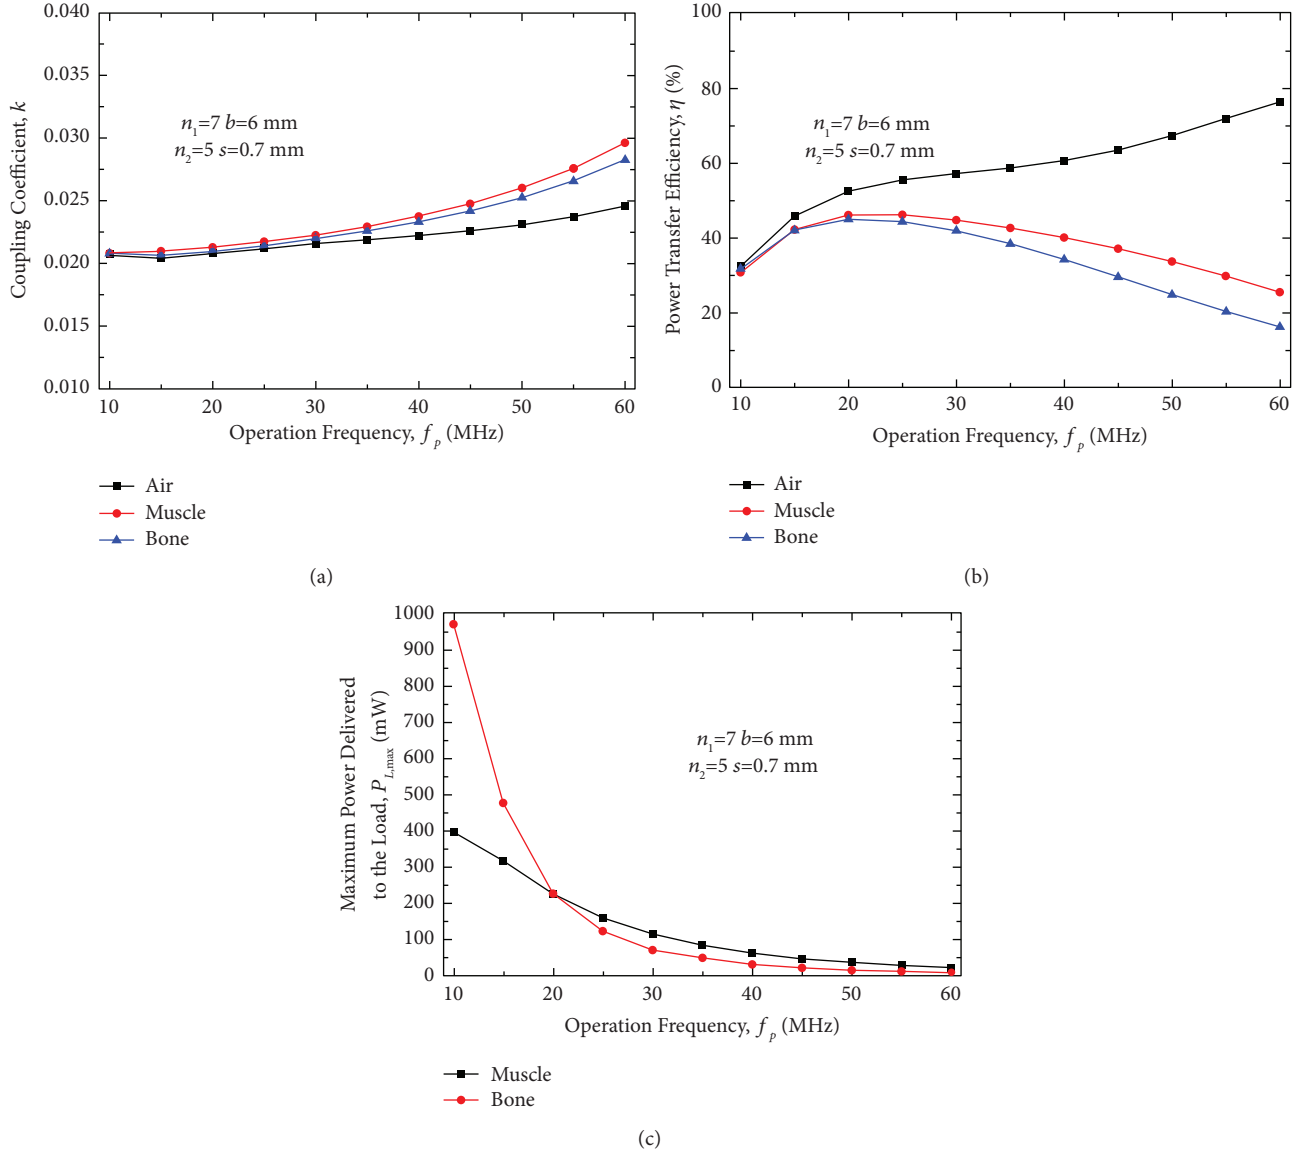 0.040
0.035
0.030
0.025
0.020
0.015
0.010
Coupling Coefficient, k
n1=7 b=6 mm
n2=5 s=0.7 mm
10 20 30 40 50 60
Operation Frequency, fp (MHz)
Air
Muscle
Bone
(a)
100
80
60
40
20
0
Power Transfer Efficiency, η (%)
n1=7 b=6 mm
n2=5 s=0.7 mm
10 20 30 40 50 60
Operation Frequency, fp (MHz)
Air
Muscle
Bone
(b)
1000
900
800
700
600
500
400
300
200
100
0
Maximum Power Delivered
to the Load, PL,max (mW)
n1=7 b=6 mm
n2=5 s=0.7 mm
10 20 30 40 50 60
Operation Frequency, fp (MHz)
Muscle
Bone
(c)